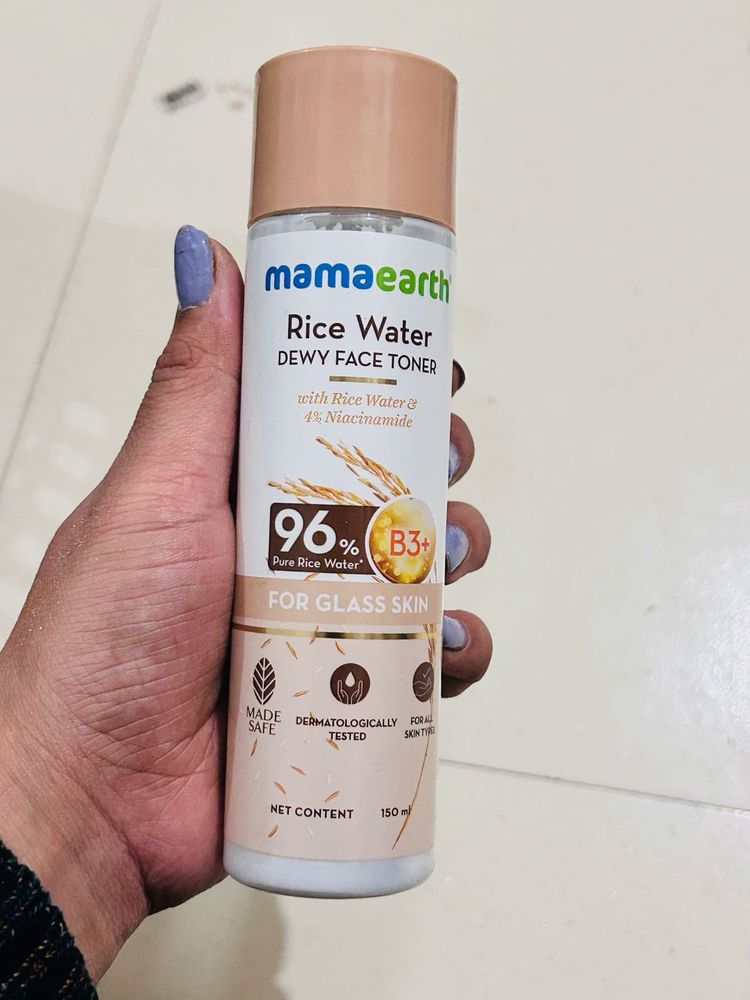 mamaearth
Rice Water
DEWY FACE TONER
with Rice Water &
4% Niacinamide
96%
Pure Rice Water*
B3+
FOR GLASS SKIN
MADE
SAFE
DERMATOLOGICALLY
TESTED
FOR ALL
SKIN TYPES
NET CONTENT 150 ml